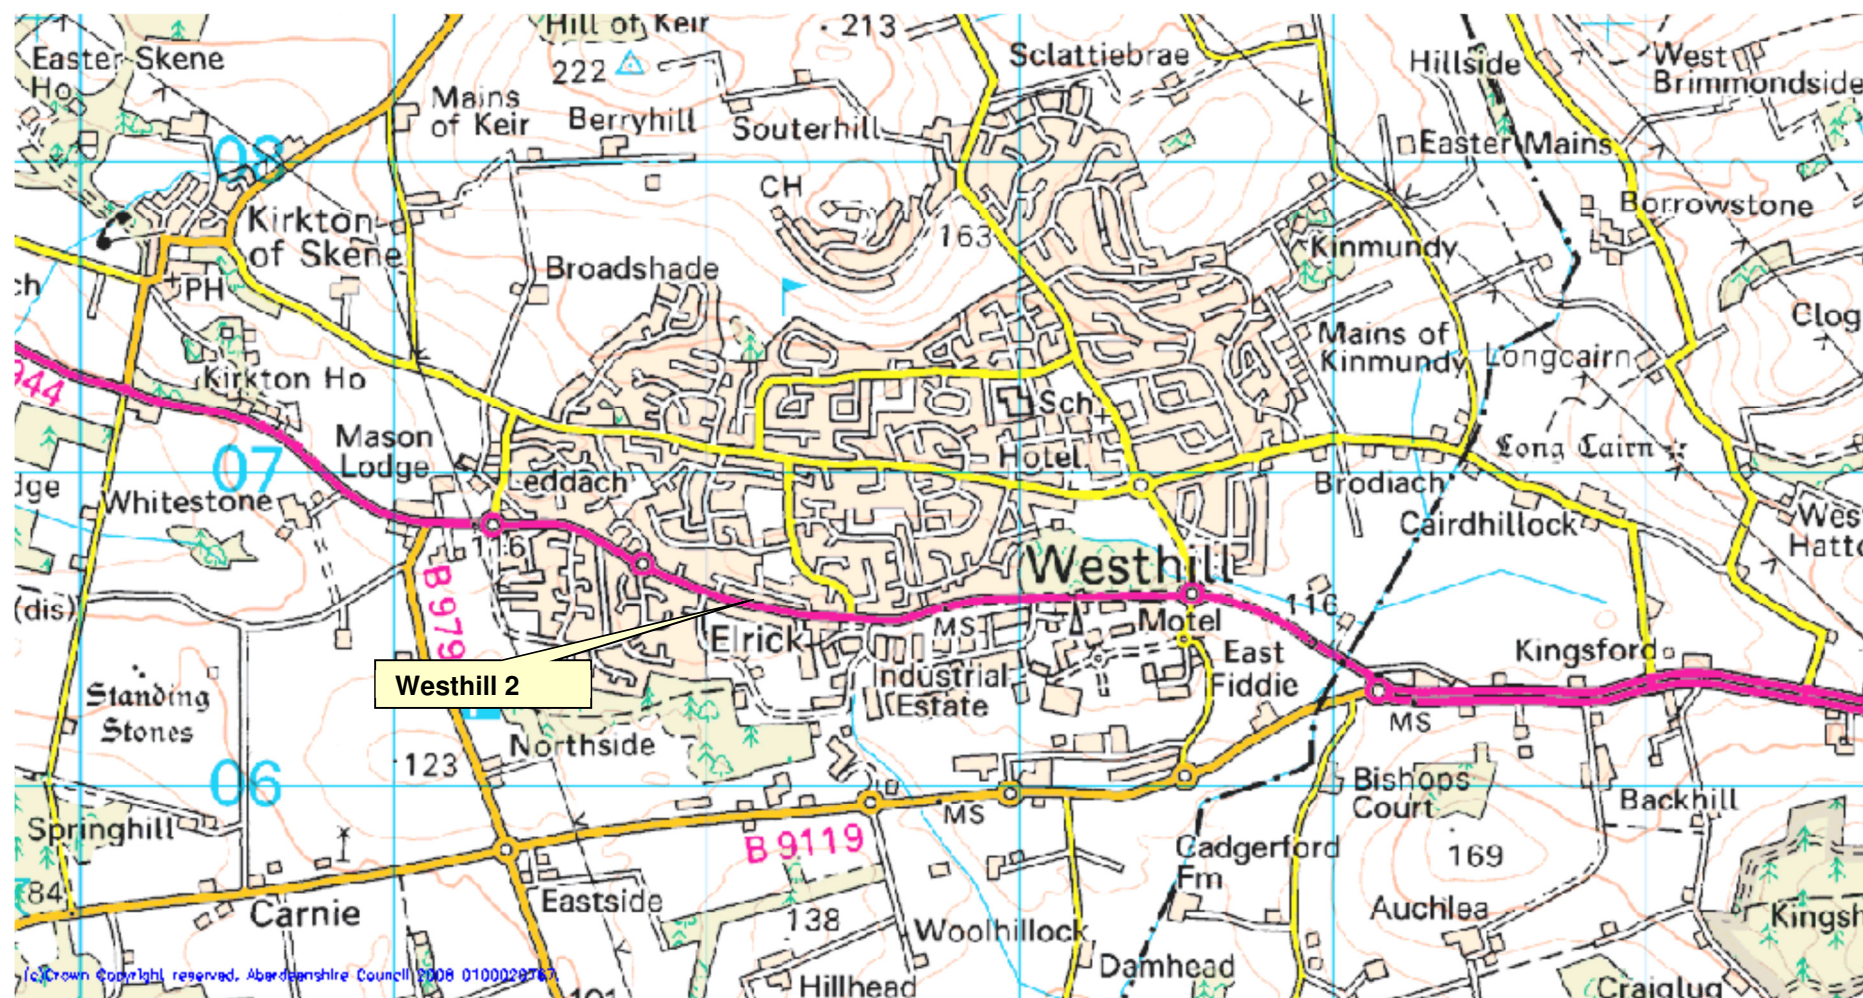 Hill of Keir
213
Easter Skene
Ho
222
Sclattiebrae
Hillside
West
Brimmondside
Mains
of Keir
Berryhill
Souterhill
Easter Mains
08
CH
Kirkton
of Skene
163
Borrowstone
Kinmundy
Broadshade
ch
PH
Mains of
Kinmundy
Clog
Longcairn
944
Kirkton Ho
Sch
Mason
Lodge
Hotel
Long Cairn
07
dge
Whitestone
Leddach
Brodiach
Cairdhillock
Wes
Hatto
116
Westhill
B 979
(dis)
116
Elrick
MS
Motel
East
Fiddie
Kingsford
Westhill 2
Industrial
Estate
Standing
Stones
MS
Northside
123
06
Bishops
Court
Backhill
MS
Springhill
B 9119
Cadgerford
Fm
169
84
Carnie
Eastside
138
Woolhillock
Auchlea
Kingsh
Damhead
Hillhead
Craiglug
101
(c)Crown Copyright reserved. Aberdeenshire Council 2008 0100020767